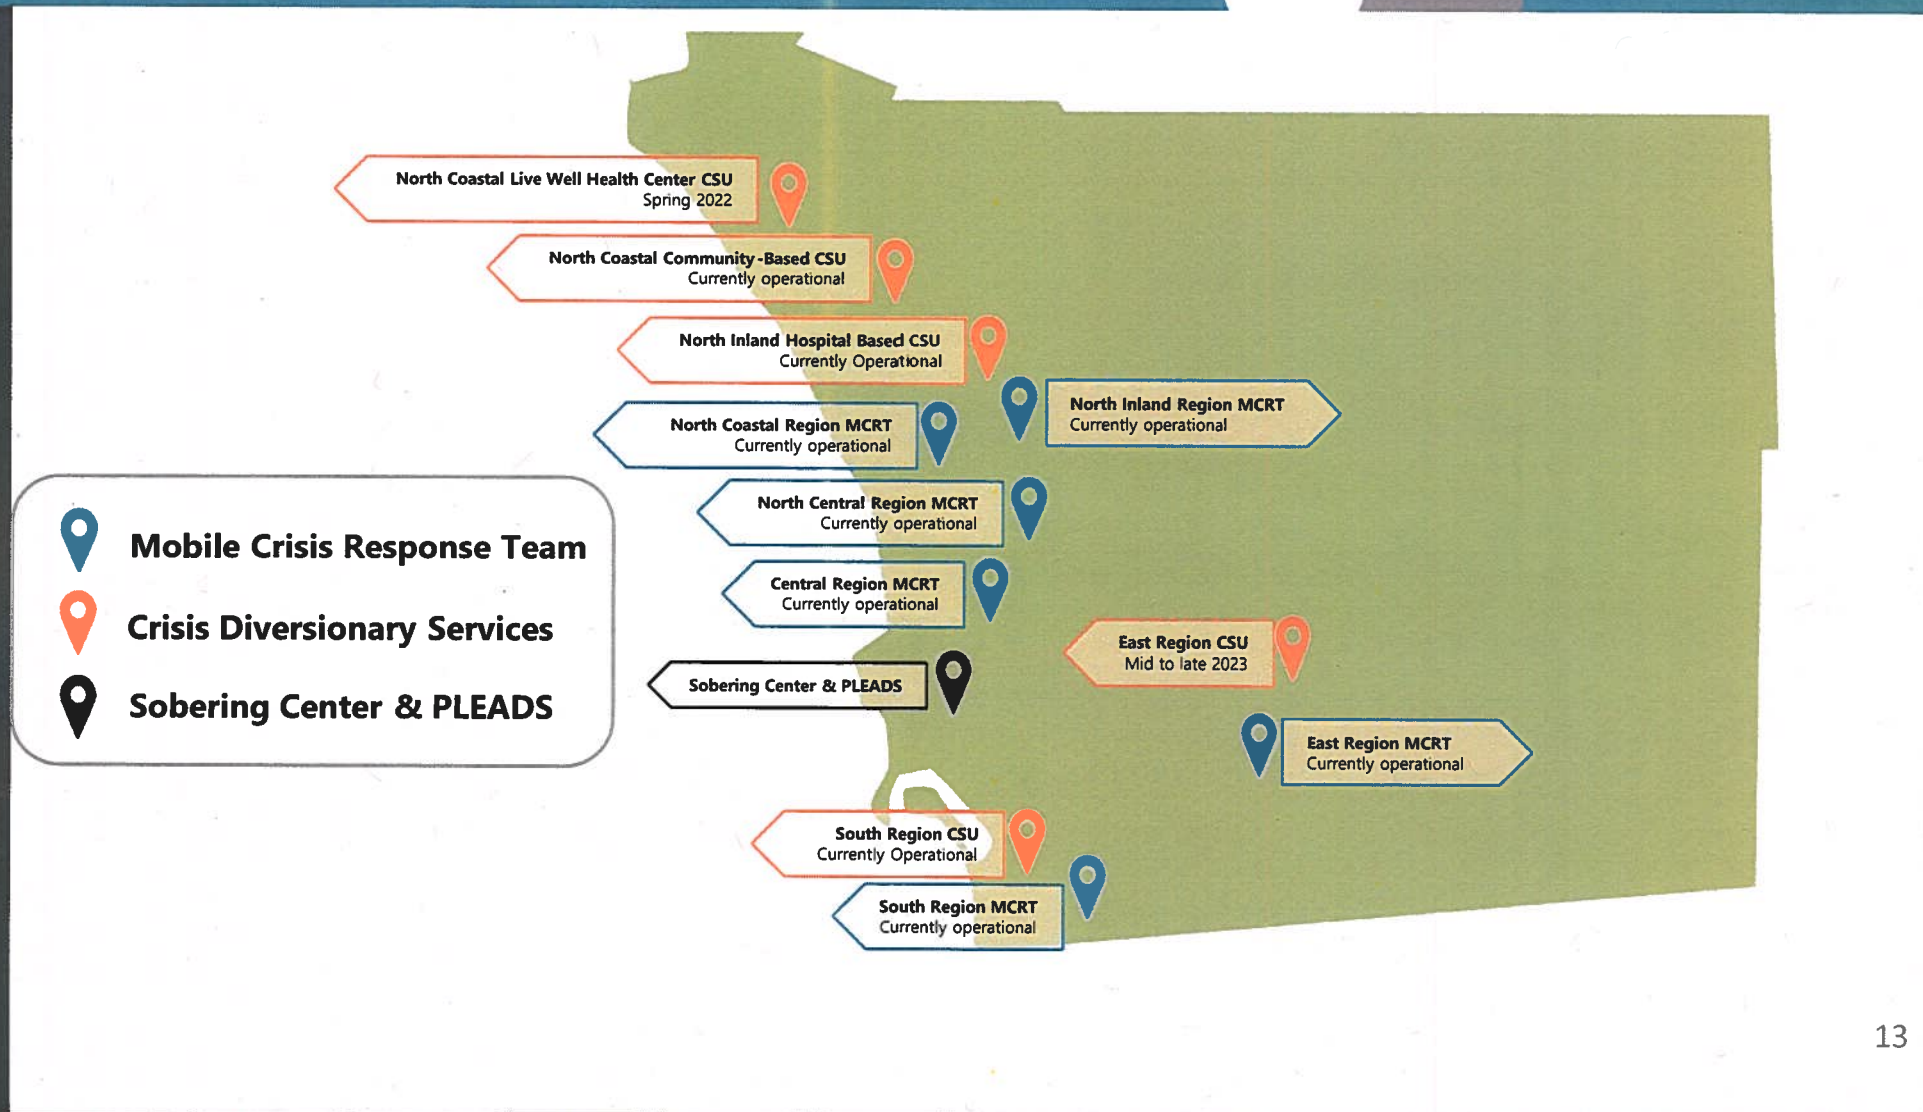 North Coastal Live Well Health Center CSU
Spring 2022
North Coastal Community-Based CSU
Currently operational
North Inland Hospital Based CSU
Currently Operational
North Inland Region MCRT
Currently operational
North Coastal Region MCRT
Currently operational
North Central Region MCRT
Currently operational
Central Region MCRT
Currently operational
Mobile Crisis Response Team
Crisis Diversionary Services
Sobering Center & PLEADS
East Region CSU
Mid to late 2023
Sobering Center & PLEADS
East Region MCRT
Currently operational
South Region CSU
Currently Operational
South Region MCRT
Currently operational
13